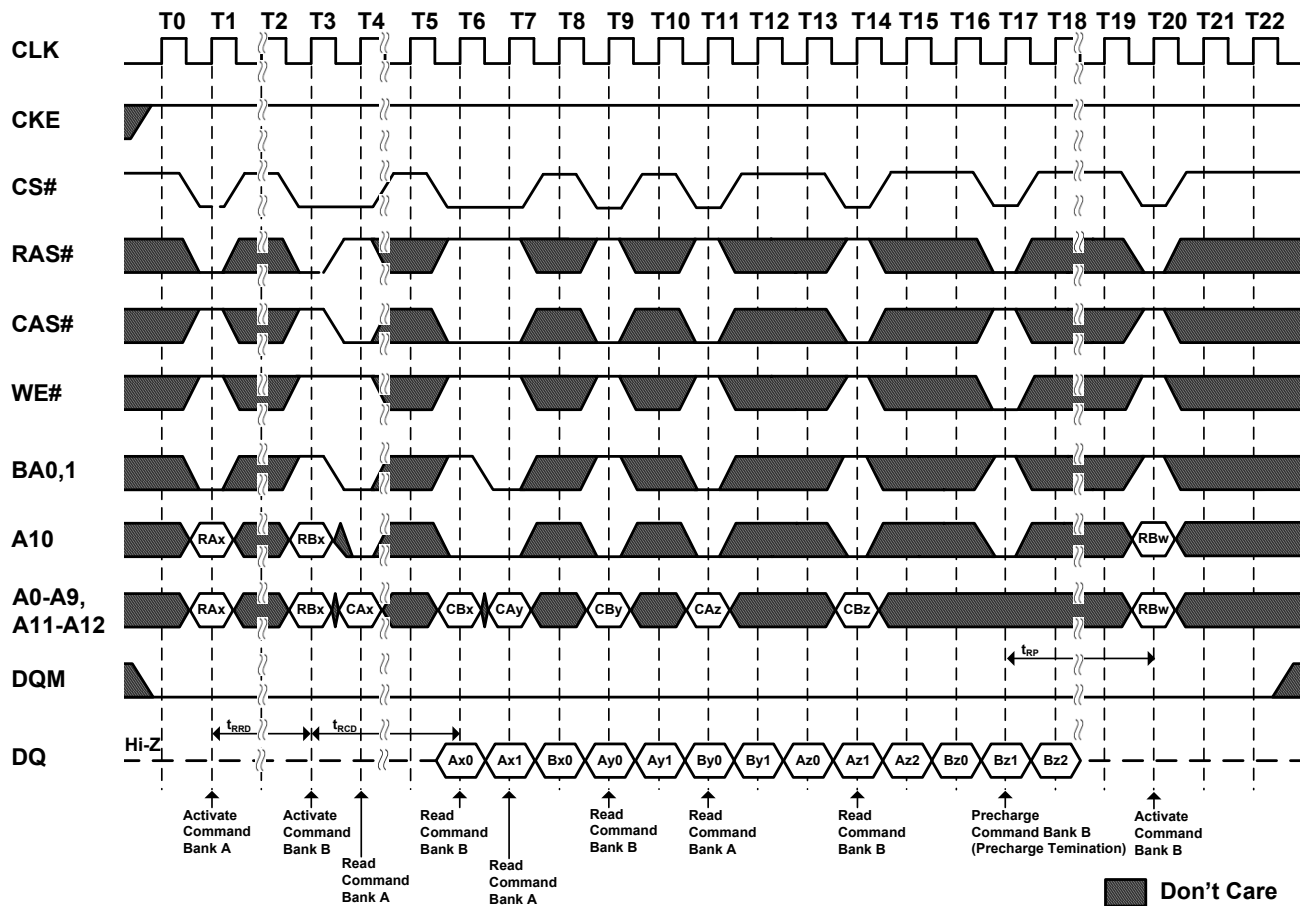 T0 T1 T2 T3 T4 T5 T6 T7 T8 T9 T10 T11 T12 T13 T14 T15 T16 T17 T18 T19 T20 T21 T22
CLK
CKE
CS#
RAS#
CAS#
WE#
BA0,1
A10
RAx RBx RBw
A0-A9,
A11-A12
RAx RBx CAx CBx CAy CBy CAz CBz RBw
tRP
DQM
tRRD tRCD
Hi-Z
DQ
Ax0 Ax1 Bx0 Ay0 Ay1 By0 By1 Az0 Az1 Az2 Bz0 Bz1 Bz2
Activate
Command
Bank A
Activate
Command
Bank B
Read
Command
Bank A
Read
Command
Bank B
Read
Command
Bank A
Read
Command
Bank B
Read
Command
Bank A
Read
Command
Bank B
Precharge
Command Bank B
(Precharge Temination)
Activate
Command
Bank B
Don't Care